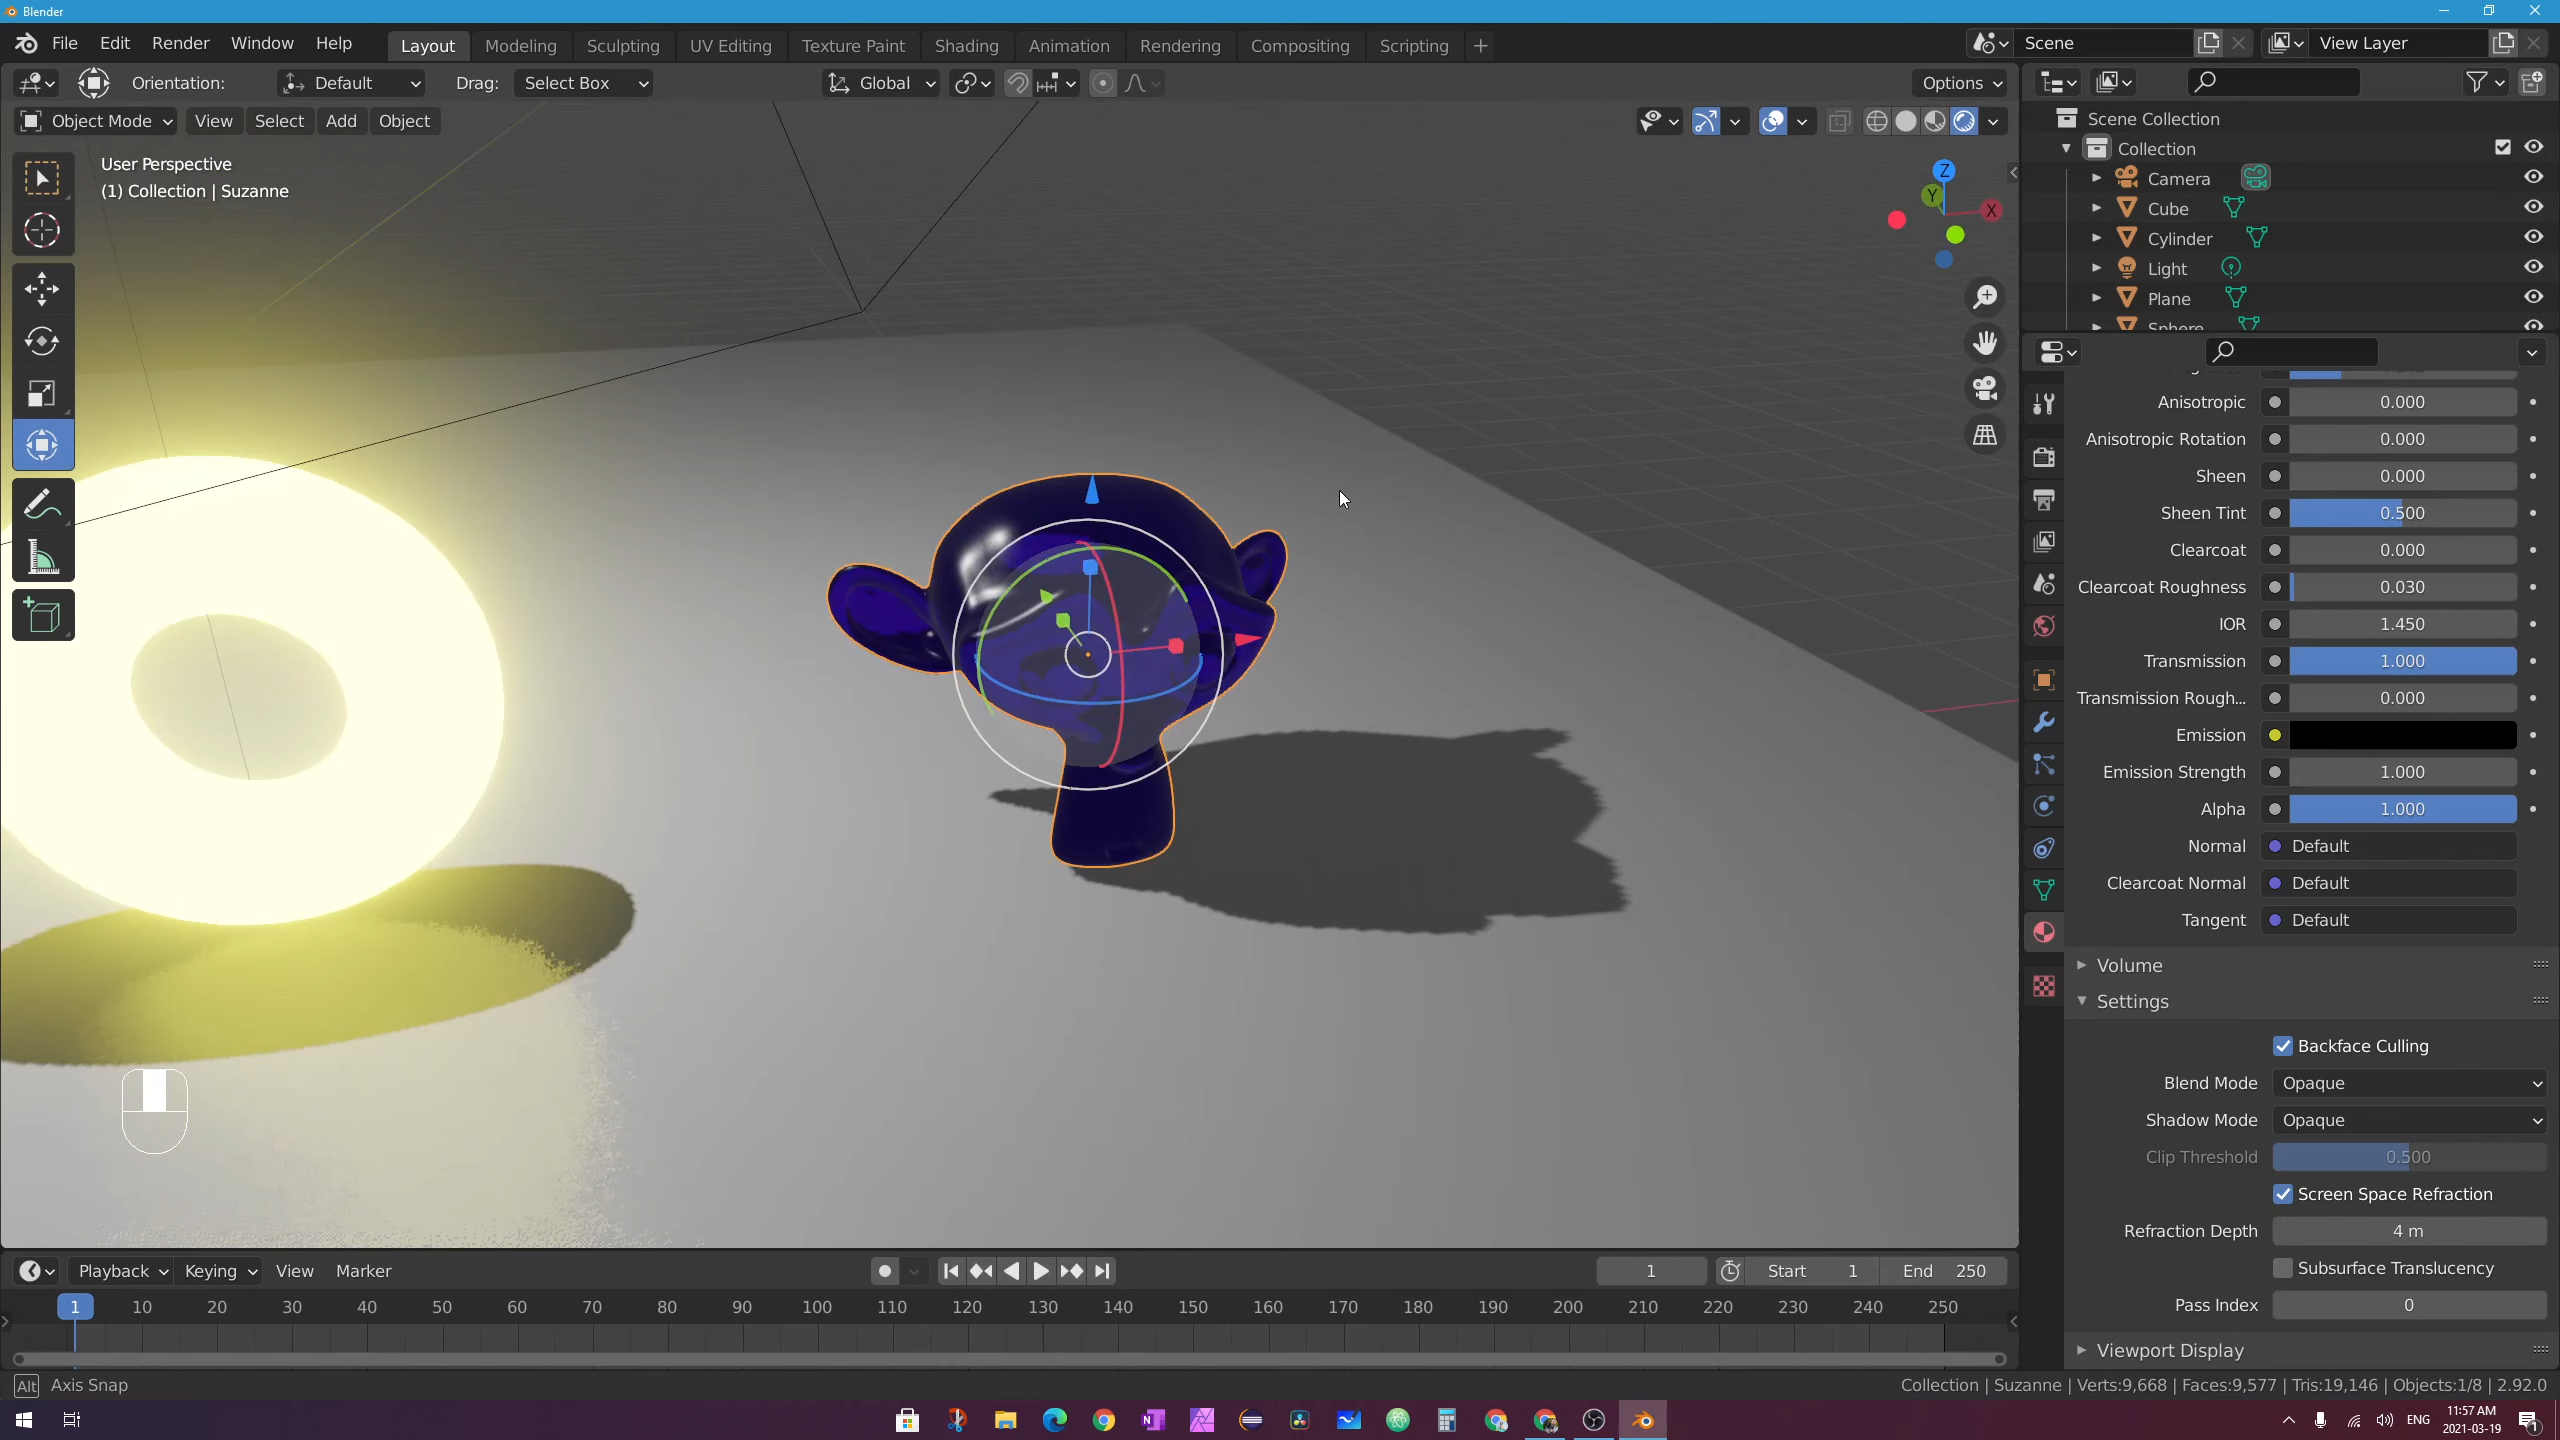 Blender
File Edit Render Window Help Layout Modeling Sculpting UV Editing Texture Paint Shading Animation Rendering Compositing Scripting + Scene View Layer
Orientation: Default Drag: Select Box Global Options
Object Mode View Select Add Object
User Perspective
(1) Collection | Suzanne
Z
Y
X
Scene Collection
Collection
Camera
Cube
Cylinder
Light
Plane
Sphere
Anisotropic 0.000
Anisotropic Rotation 0.000
Sheen 0.000
Sheen Tint 0.500
Clearcoat 0.000
Clearcoat Roughness 0.030
IOR 1.450
Transmission 1.000
Transmission Rough... 0.000
Emission
Emission Strength 1.000
Alpha 1.000
Normal Default
Clearcoat Normal Default
Tangent Default
Volume
Settings
Backface Culling
Blend Mode Opaque
Shadow Mode Opaque
Clip Threshold 0.500
Screen Space Refraction
Refraction Depth 4 m
Subsurface Translucency
Pass Index 0
Viewport Display
Playback Keying View Marker 1 Start 1 End 250
1 10 20 30 40 50 60 70 80 90 100 110 120 130 140 150 160 170 180 190 200 210 220 230 240 250
Alt Axis Snap
Collection | Suzanne | Verts:9,668 | Faces:9,577 | Tris:19,146 | Objects:1/8 | 2.92.0
ENG
11:57 AM
2021-03-19
1